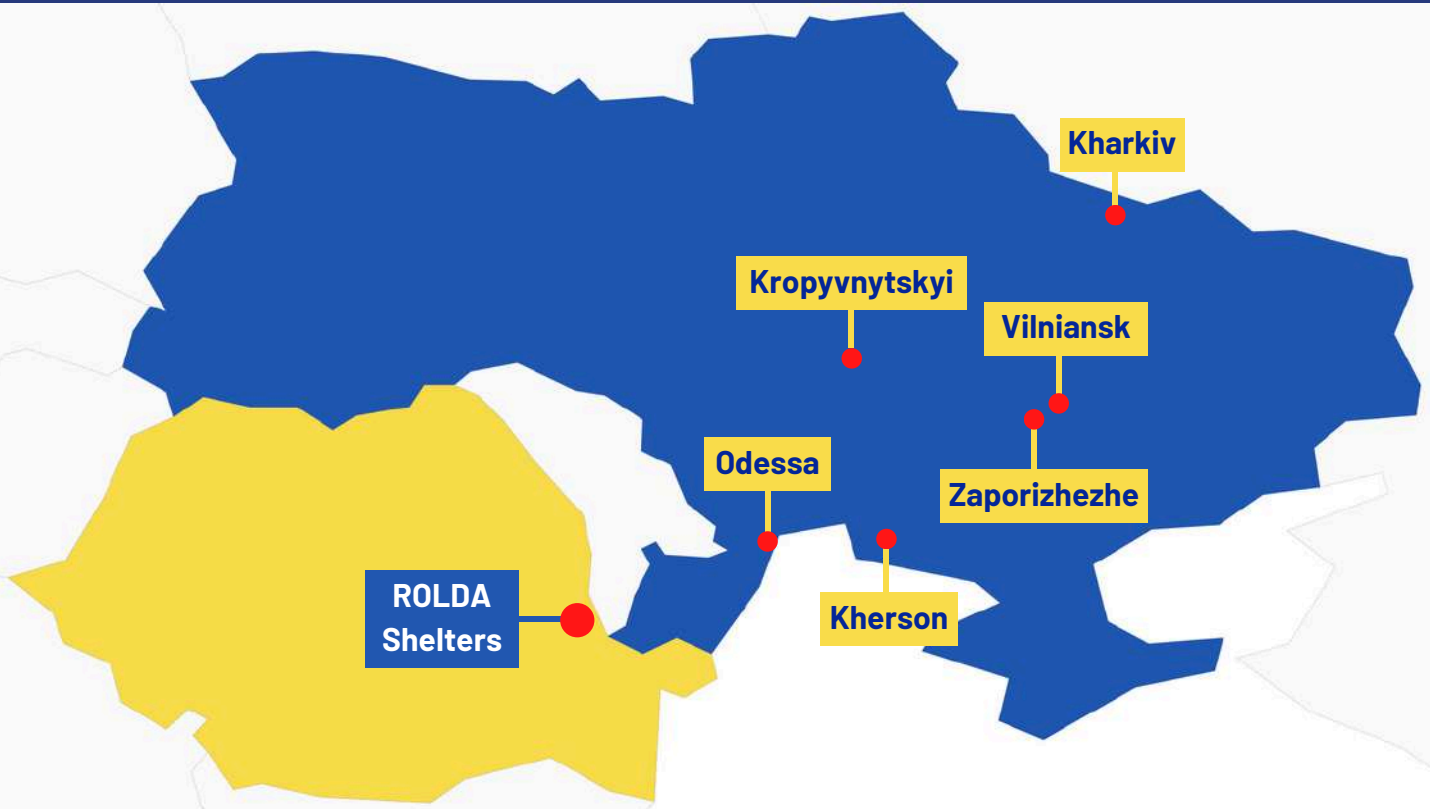 Kharkiv
Kropyvnytskyi
Vilniansk
Odessa
Zaporizhezhe
ROLDA
Shelters
Kherson